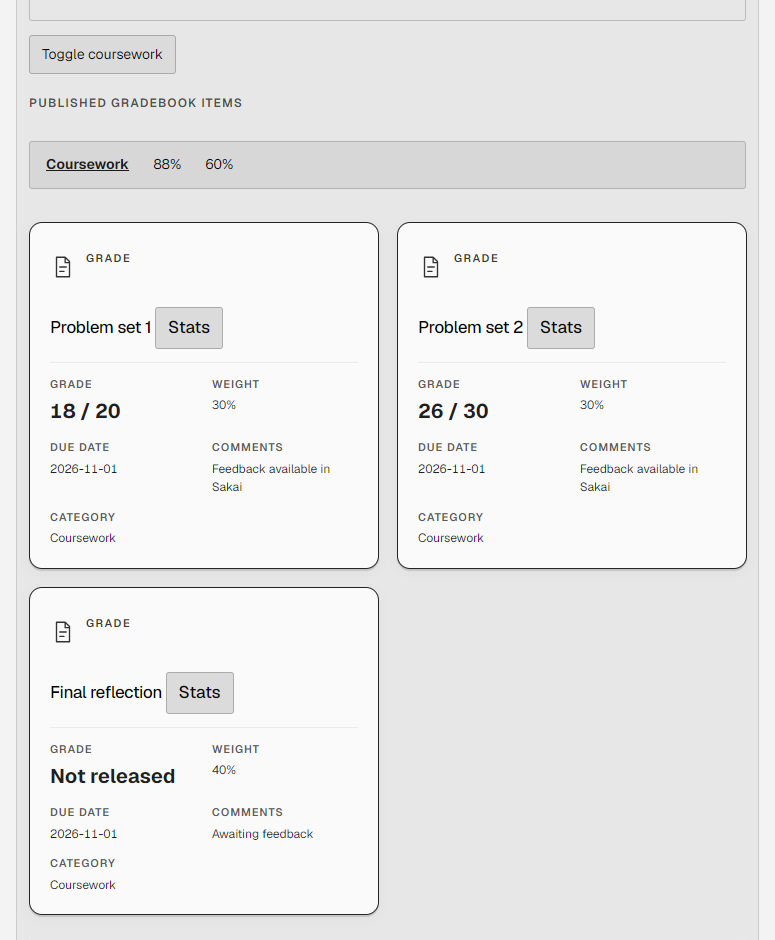 Toggle coursework
PUBLISHED GRADEBOOK ITEMS
Coursework 88% 60%
GRADE
Problem set 1 Stats
GRADE WEIGHT
18 / 20 30%
DUE DATE COMMENTS
2026-11-01 Feedback available in
Sakai
CATEGORY
Coursework
GRADE
Problem set 2 Stats
GRADE WEIGHT
26 / 30 30%
DUE DATE COMMENTS
2026-11-01 Feedback available in
Sakai
CATEGORY
Coursework
GRADE
Final reflection Stats
GRADE WEIGHT
Not released 40%
DUE DATE COMMENTS
2026-11-01 Awaiting feedback
CATEGORY
Coursework